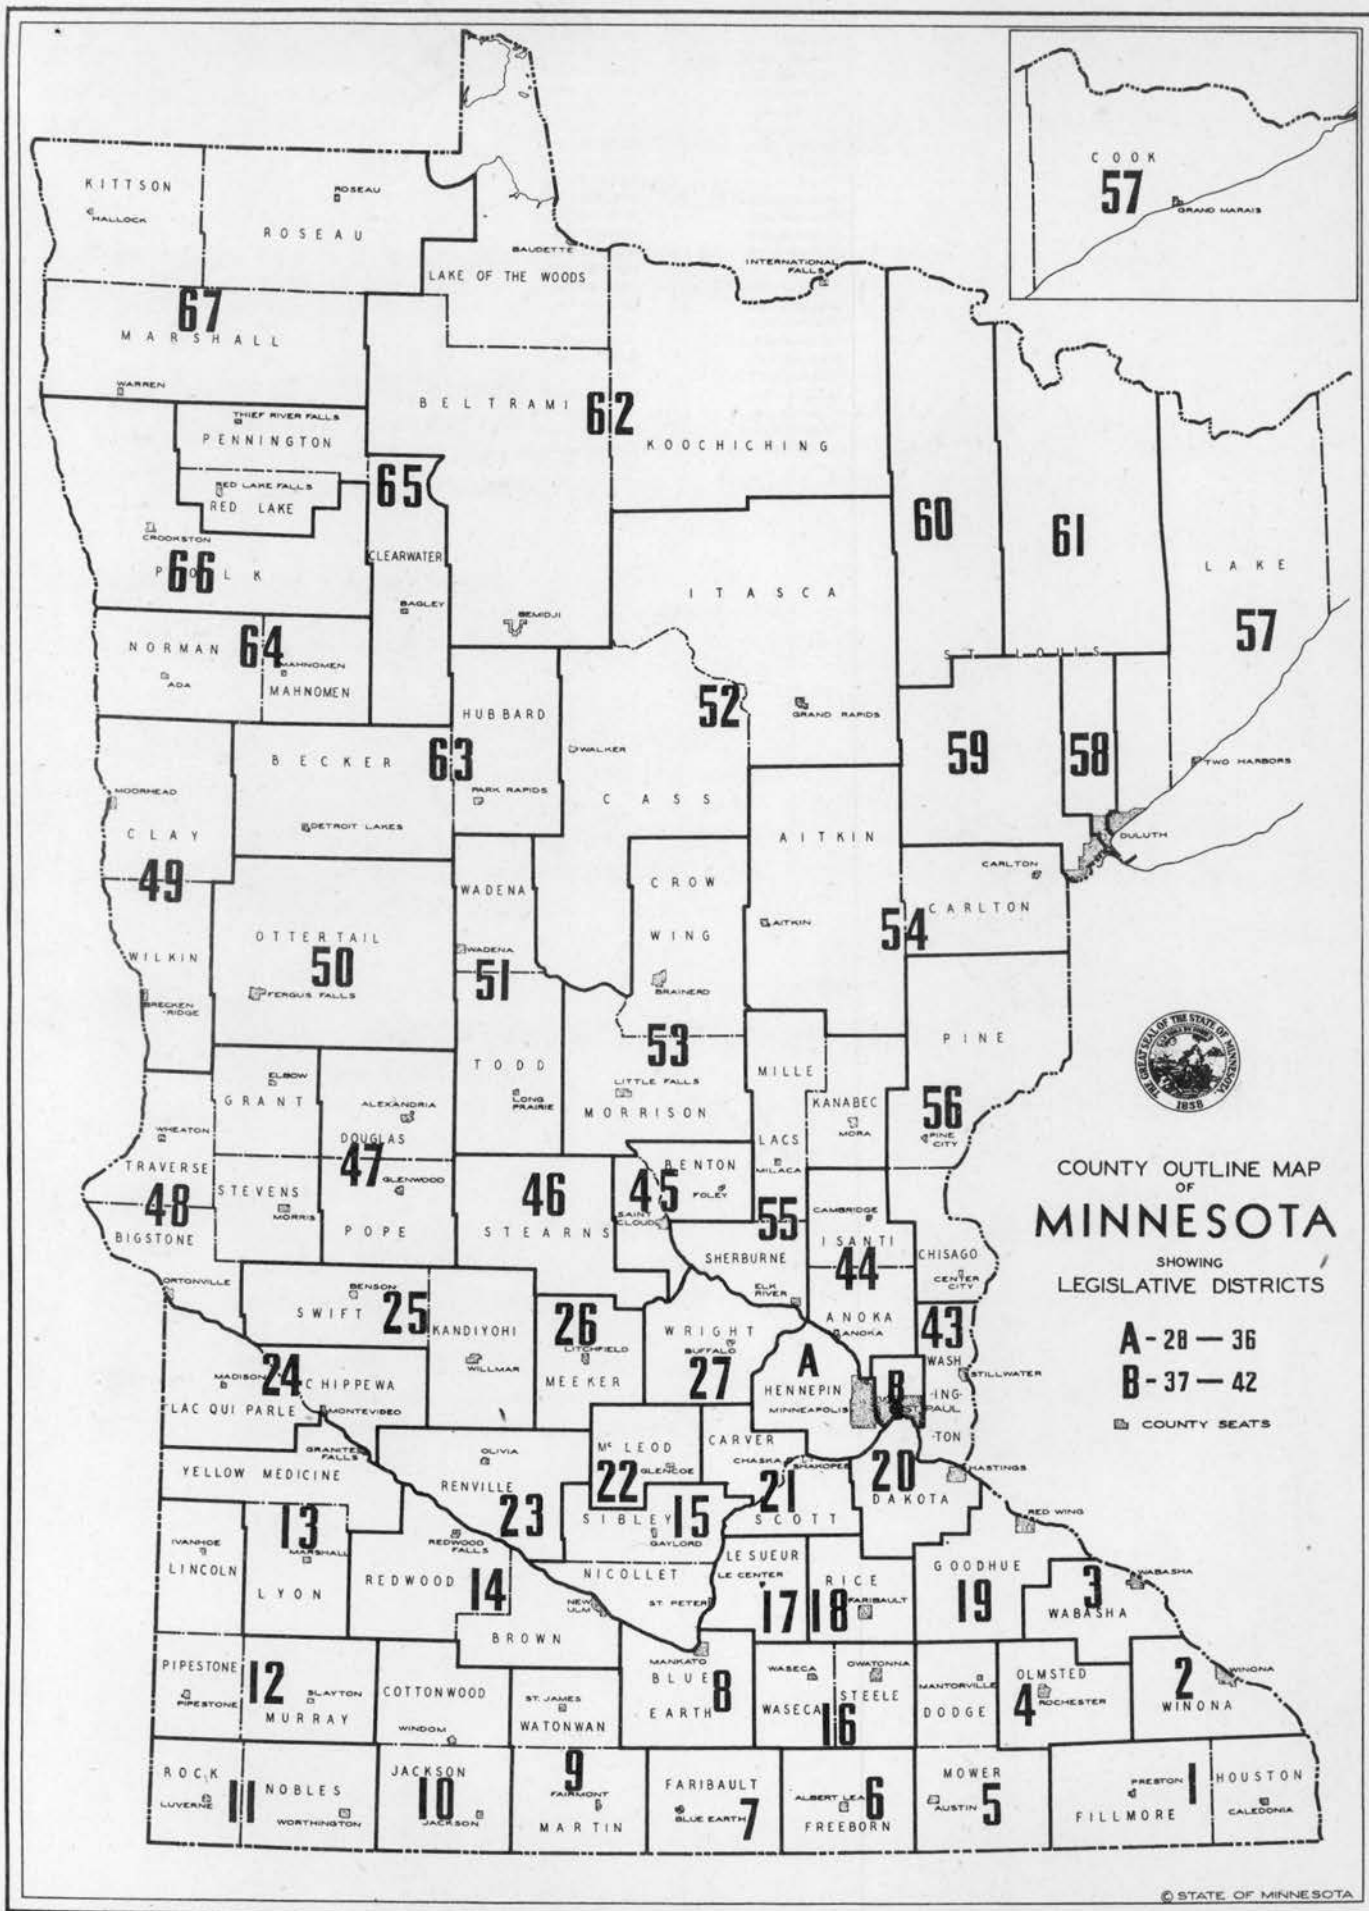 COOK
57
GRAND MARAIS
KITTSON
HALLOCK
ROSEAU
ROSEAU
BAUDETTE
LAKE OF THE WOODS
INTERNATIONAL
FALLS
67
MARSHALL
WARREN
THIEF RIVER FALLS
PENNINGTON
RED LAKE FALLS
RED LAKE
BELTRAMI
62
KOOCHICHING
65
CLEARWATER
BAGLEY
CROOKSTON
66
POLK
BEMIDJI
ITASCA
60
61
LAKE
57
NORMAN
64
ADA
MAHNOMEN
MAHNOMEN
ST. LOUIS
HUBBARD
63
PARK RAPIDS
WALKER
52
GRAND RAPIDS
59
58
TWO HARBORS
BECKER
DETROIT LAKES
MOORHEAD
CLAY
49
CASS
AITKIN
DULUTH
CARLTON
CARLTON
54
AITKIN
WADENA
WADENA
51
CROW
WING
BRAINERD
OTTERTAIL
50
FERGUS FALLS
WILKIN
BRECKEN
-RIDGE
53
LITTLE FALLS
MORRISON
TODD
LONG
PRAIRIE
PINE
56
PINE
CITY
MILLE
LACS
MILACA
KANABEC
MORA
ELBOW
GRANT
ALEXANDRIA
DOUGLAS
47
GLENWOOD
POPE
WHEATON
TRAVERSE
48
BIGSTONE
STEVENS
MORRIS
46
STEARNS
45
SAINT
CLOUD
BENTON
FOLEY
55
SHERBURNE
ELK
RIVER
CAMBRIDGE
ISANTI
44
ANOKA
ANOKA
CHISAGO
CENTER
CITY
43
WASH
-ING-
-TON
STILLWATER
ORTONVILLE
BENSON
SWIFT
25
KANDIYOHI
WILLMAR
26
LITCHFIELD
MEEKER
WRIGHT
BUFFALO
27
A
HENNEPIN
MINNEAPOLIS
B
ST. PAUL
MADISON
24
CHIPPEWA
LAC QUI PARLE
MONTEVIDEO
GRANITE
FALLS
YELLOW MEDICINE
OLIVIA
RENVILLE
23
Mc LEOD
GLENCOE
22
CARVER
CHASKA
SHAKOPEE
21
SCOTT
20
DAKOTA
HASTINGS
SIBLEY
15
GAYLORD
13
MARSHALL
LYON
IVANHOE
LINCOLN
REDWOOD
FALLS
REDWOOD
14
NICOLLET
ST. PETER
NEW
ULM
BROWN
LE SUEUR
LE CENTER
17
RICE
18
FARIBAULT
GOODHUE
19
RED WING
3
WABASHA
WABASHA
PIPESTONE
PIPESTONE
12
SLAYTON
MURRAY
COTTONWOOD
WINDOM
ST. JAMES
WATONWAN
MANKATO
BLUE
EARTH
8
WASECA
WASECA
16
OWATONNA
STEELE
MANTORVILLE
DODGE
OLMSTED
4
ROCHESTER
2
WINONA
WINONA
ROCK
LUVERNE
11
NOBLES
WORTHINGTON
JACKSON
10
JACKSON
9
FAIRMONT
MARTIN
FARIBAULT
BLUE EARTH
7
ALBERT LEA
6
FREEBORN
MOWER
AUSTIN
5
PRESTON
1
FILLMORE
HOUSTON
CALEDONIA
THE GREAT SEAL OF THE STATE OF MINNESOTA.
1858
COUNTY OUTLINE MAP
OF
MINNESOTA
SHOWING
LEGISLATIVE DISTRICTS
A - 28 — 36
B - 37 — 42
COUNTY SEATS
© STATE OF MINNESOTA